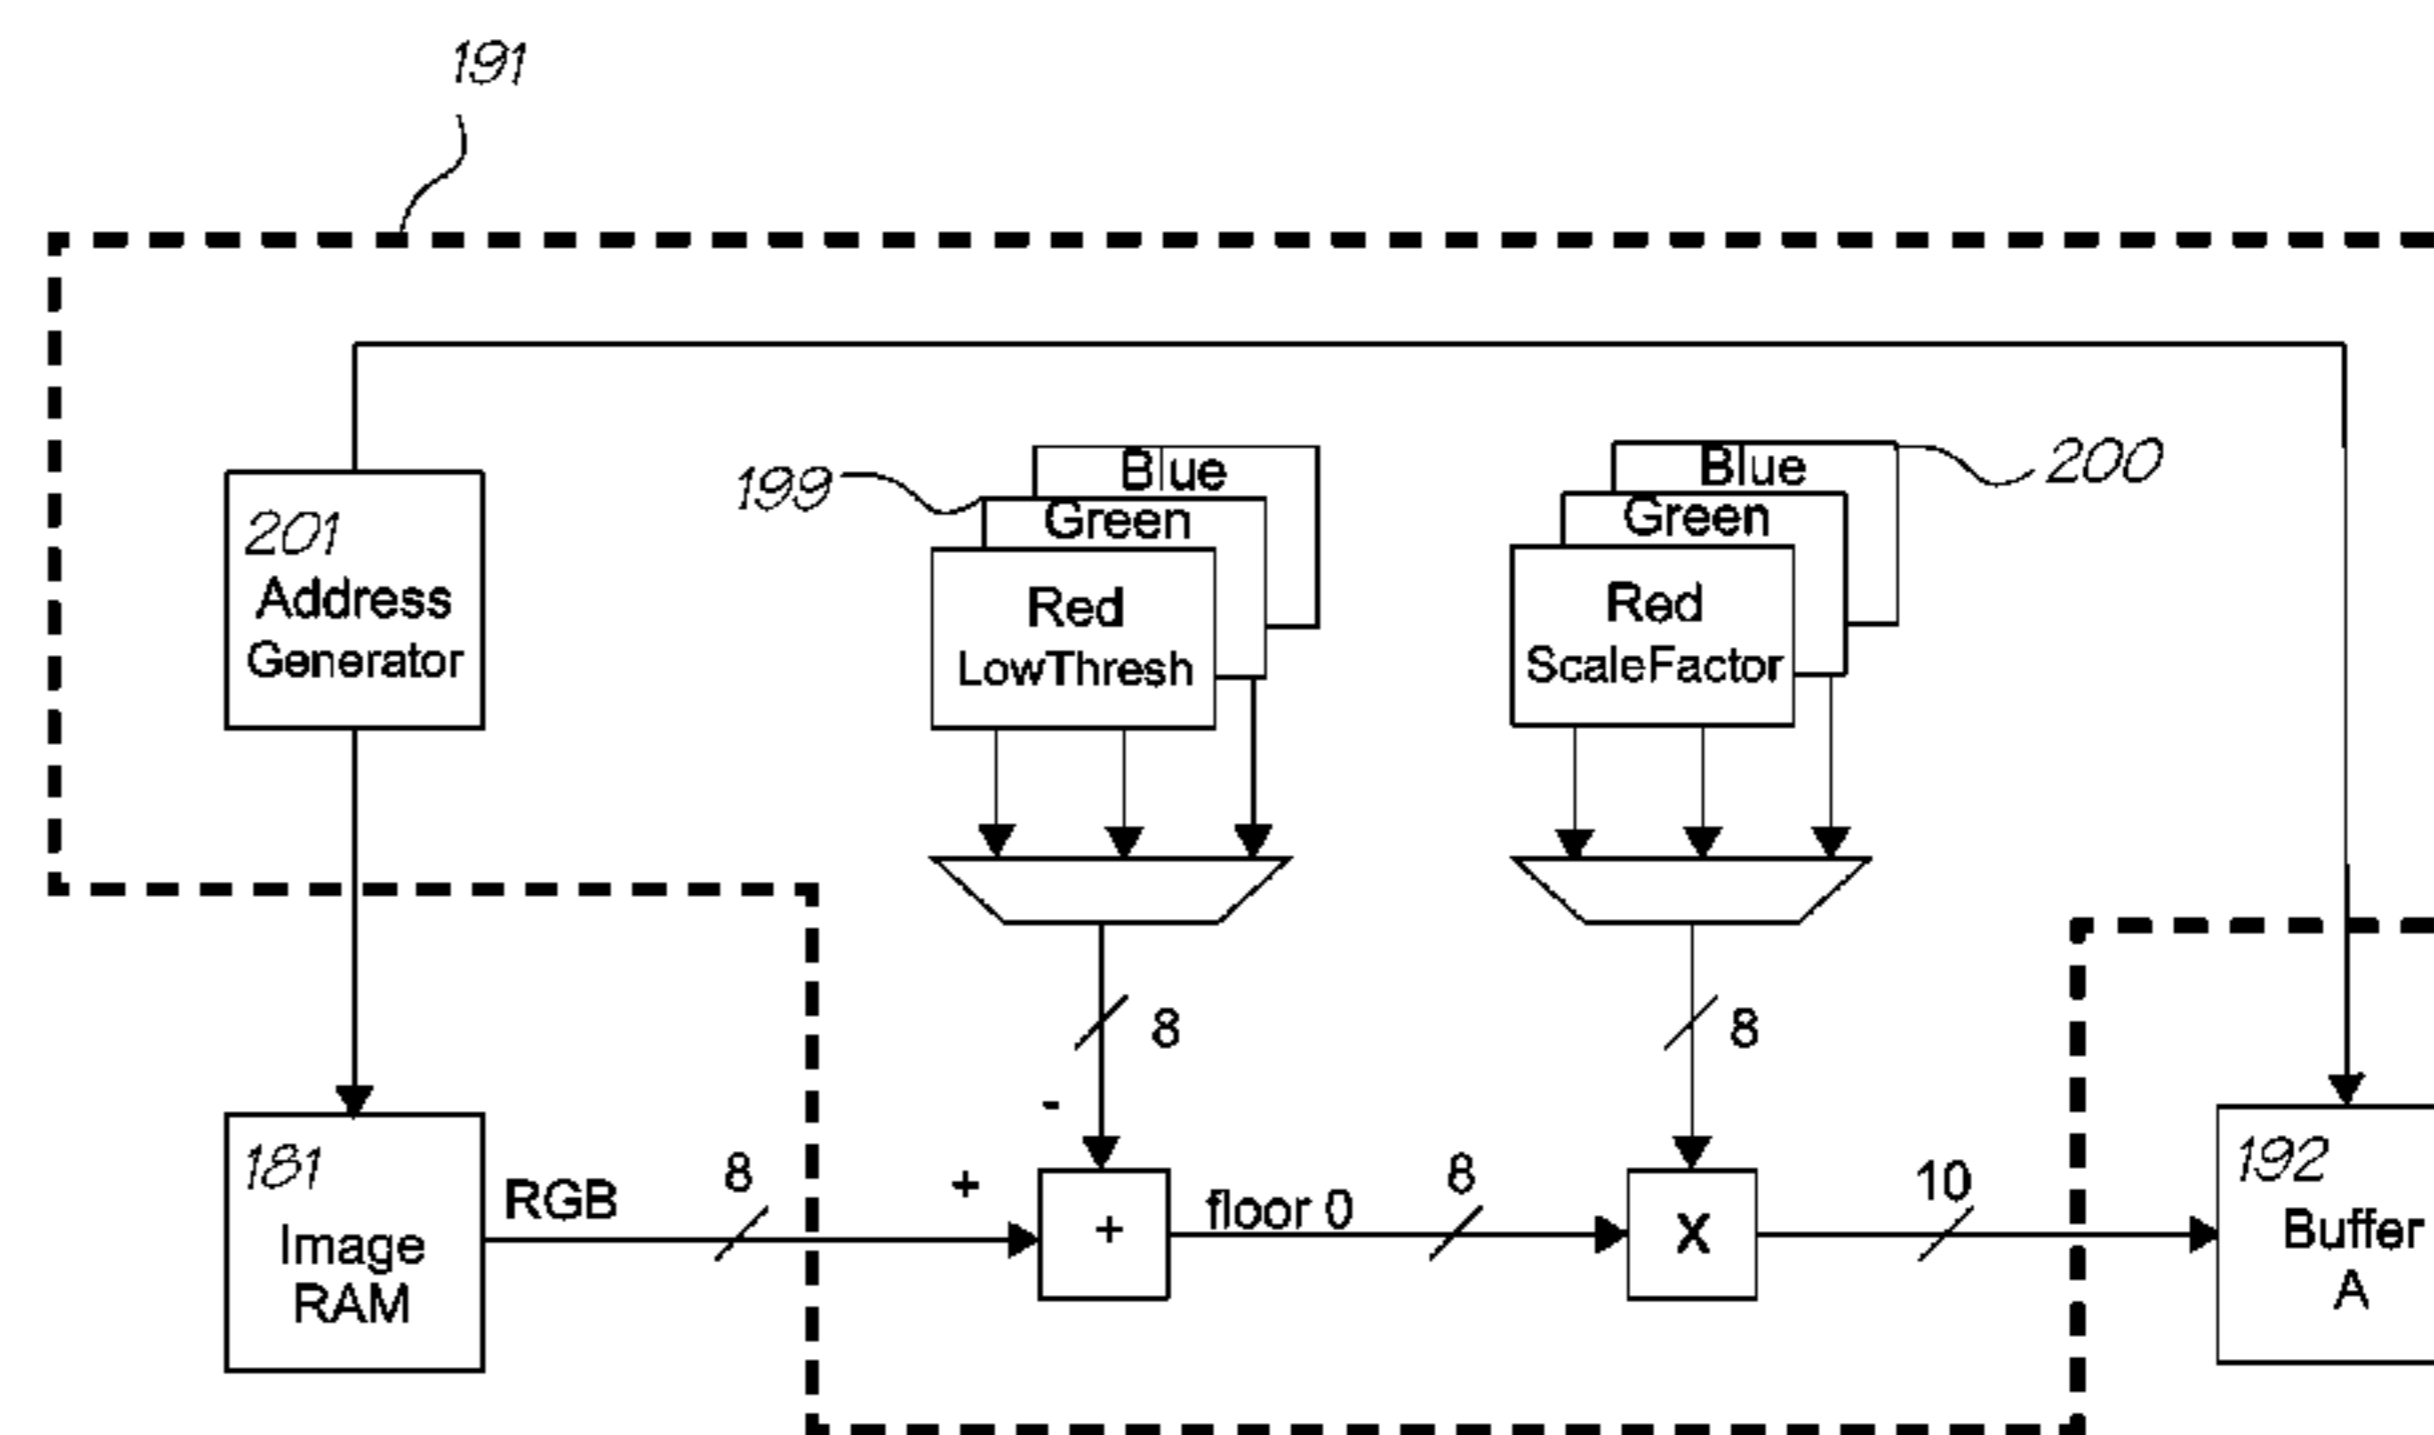 191
Blue
Green
Red
LowThresh
199
Blue
Green
Red
ScaleFactor
200
201
Address
Generator
8
8
-
+
181
Image
RAM
RGB
8
+
floor 0
8
X
10
192
Buffer
A